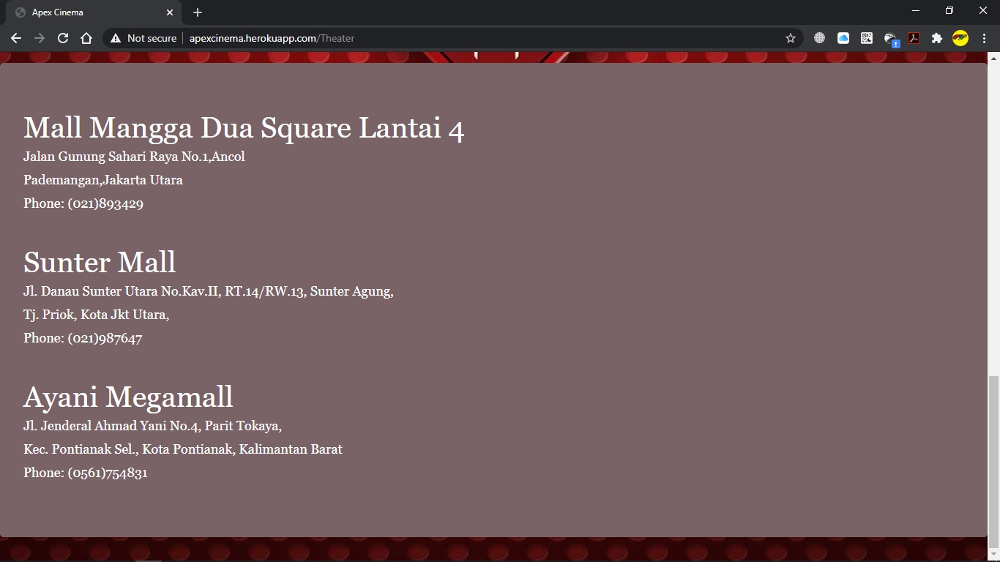 Apex Cinema
Not secure
apexcinema.herokuapp.com/Theater
Mall Mangga Dua Square Lantai 4
Jalan Gunung Sahari Raya No.1,Ancol
Pademangan,Jakarta Utara
Phone: (021)893429
Sunter Mall
Jl. Danau Sunter Utara No.Kav.II, RT.14/RW.13, Sunter Agung,
Tj. Priok, Kota Jkt Utara,
Phone: (021)987647
Ayani Megamall
Jl. Jenderal Ahmad Yani No.4, Parit Tokaya,
Kec. Pontianak Sel., Kota Pontianak, Kalimantan Barat
Phone: (0561)754831